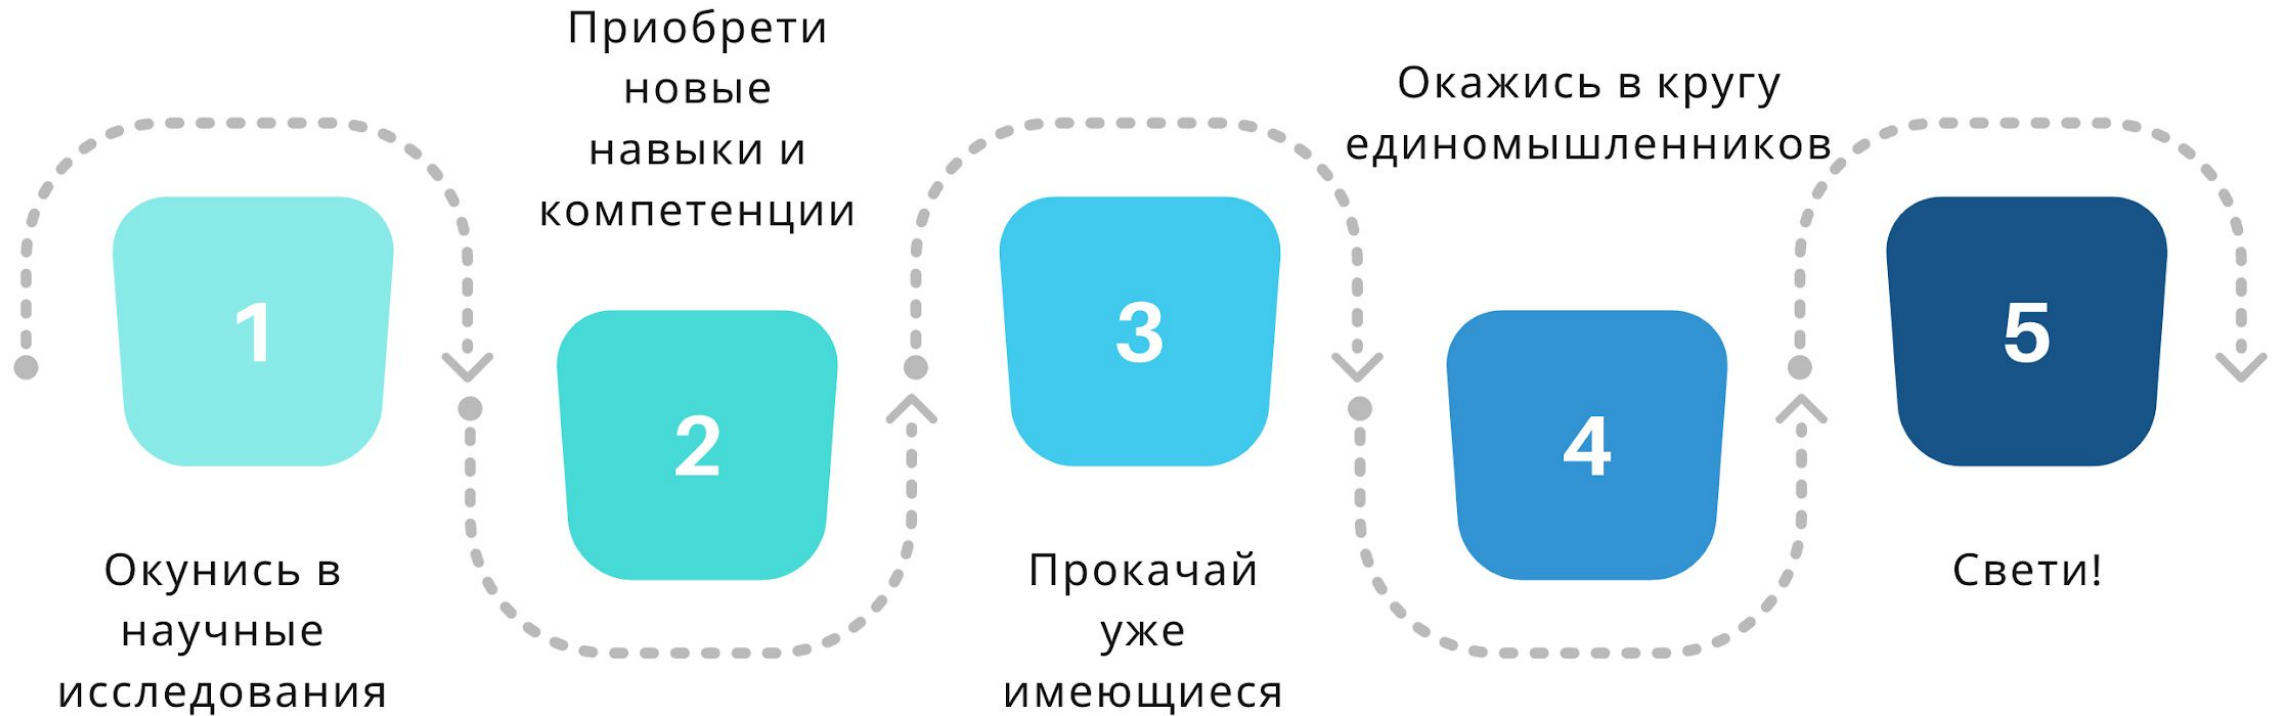 1
Окунись в
научные
исследования
Приобрети
новые
навыки и
компетенции
2
3
Прокачай
уже
имеющиеся
Окажись в кругу
единомышленников
4
5
Свети!